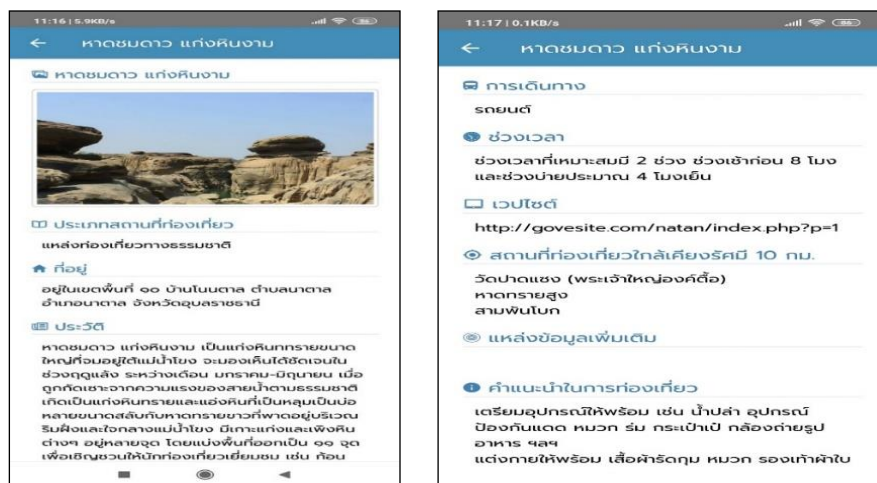 11:16 | 5.9KB/s
หาดชมดาว แก่งหินงาม
หาดชมดาว แก่งหินงาม
ประเภทสถานที่ท่องเที่ยว
แหล่งท่องเที่ยวทางธรรมชาติ
ที่อยู่
อยู่ในเขตพื้นที่ ๑๐ บ้านโนนตาล ตำบลนาตาล
อำเภอนาตาล จังหวัดอุบลราชธานี
ประวัติ
หาดชมดาว แก่งหินงาม เป็นแก่งหินทรายขนาด
ใหญ่ที่จมอยู่ใต้แม่น้ำโขง จะมองเห็นได้ชัดเจนใน
ช่วงฤดูแล้ง ระหว่างเดือน มกราคม-มิถุนายน เมื่อ
ถูกกัดเซาะจากความแรงของสายน้ำตามธรรมชาติ
เกิดเป็นแก่งหินทรายและแอ่งหินที่เป็นหลุมเป็นบ่อ
หลายขนาดสลับกับหาดทรายขาวที่พาดอยู่บริเวณ
ริมฝั่งและใจกลางแม่น้ำโขง มีเกาะแก่งและเพิงหิน
ต่างๆ อยู่หลายจุด โดยแบ่งพื้นที่ออกเป็น ๑๑ จุด
เพื่อเชิญชวนให้นักท่องเที่ยวเยี่ยมชม เช่น ก้อน
11:17 | 0.1KB/s
หาดชมดาว แก่งหินงาม
การเดินทาง
รถยนต์
ช่วงเวลา
ช่วงเวลาที่เหมาะสมมี 2 ช่วง ช่วงเช้าก่อน 8 โมง
และช่วงบ่ายประมาณ 4 โมงเย็น
เวปไซต์
http://govesite.com/natan/index.php?p=1
สถานที่ท่องเที่ยวใกล้เคียงรัศมี 10 กม.
วัดปาดแซง (พระเจ้าใหญ่องค์ตื้อ)
หาดทรายสูง
สามพันโบก
แหล่งข้อมูลเพิ่มเติม
คำแนะนำในการท่องเที่ยว
เตรียมอุปกรณ์ให้พร้อม เช่น น้ำปล่า อุปกรณ์
ป้องกันแดด หมวก ร่ม กระเป๋าเป้ กล้องถ่ายรูป
อาหาร ฯลฯ
แต่งกายให้พร้อม เสื้อผ้ารัดกุม หมวก รองเท้าผ้าใบ